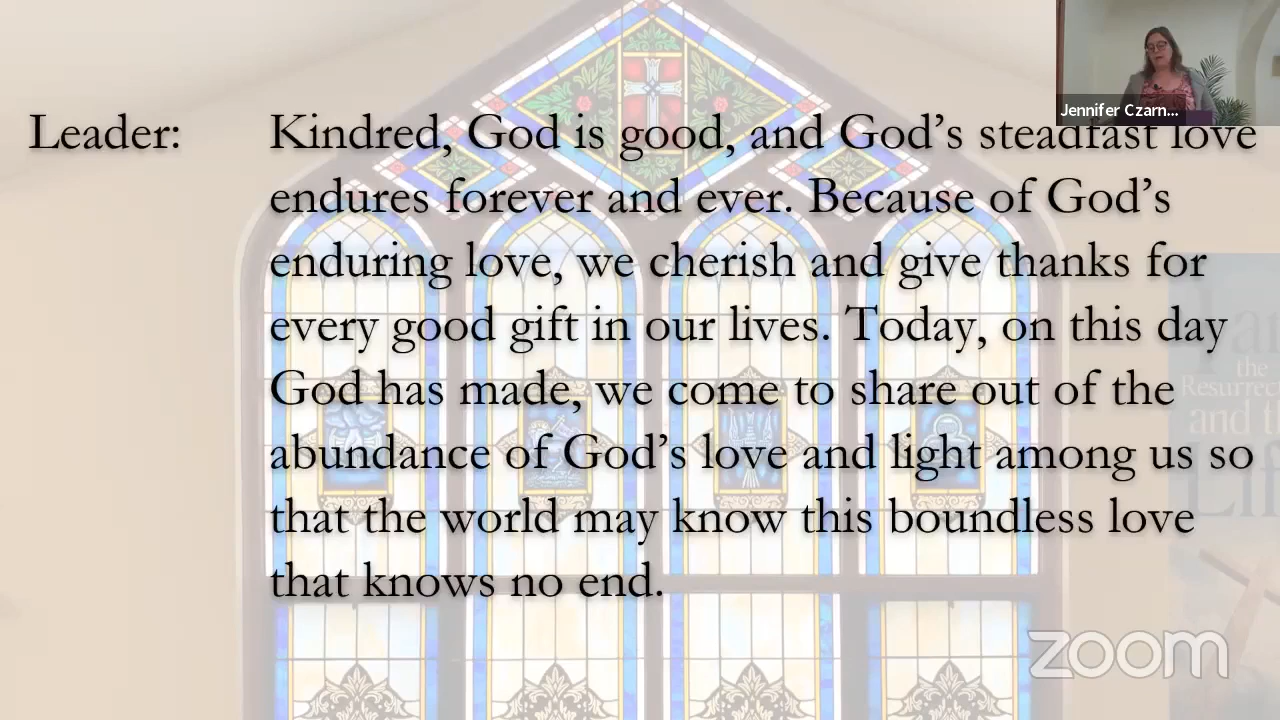 Jennifer Czarn...
Leader: Kindred, God is good, and God's steadfast love
endures forever and ever. Because of God's
enduring love, we cherish and give thanks for
every good gift in our lives. Today, on this day
God has made, we come to share out of the
abundance of God's love and light among us so
that the world may know this boundless love
that knows no end.
the
and
zoom